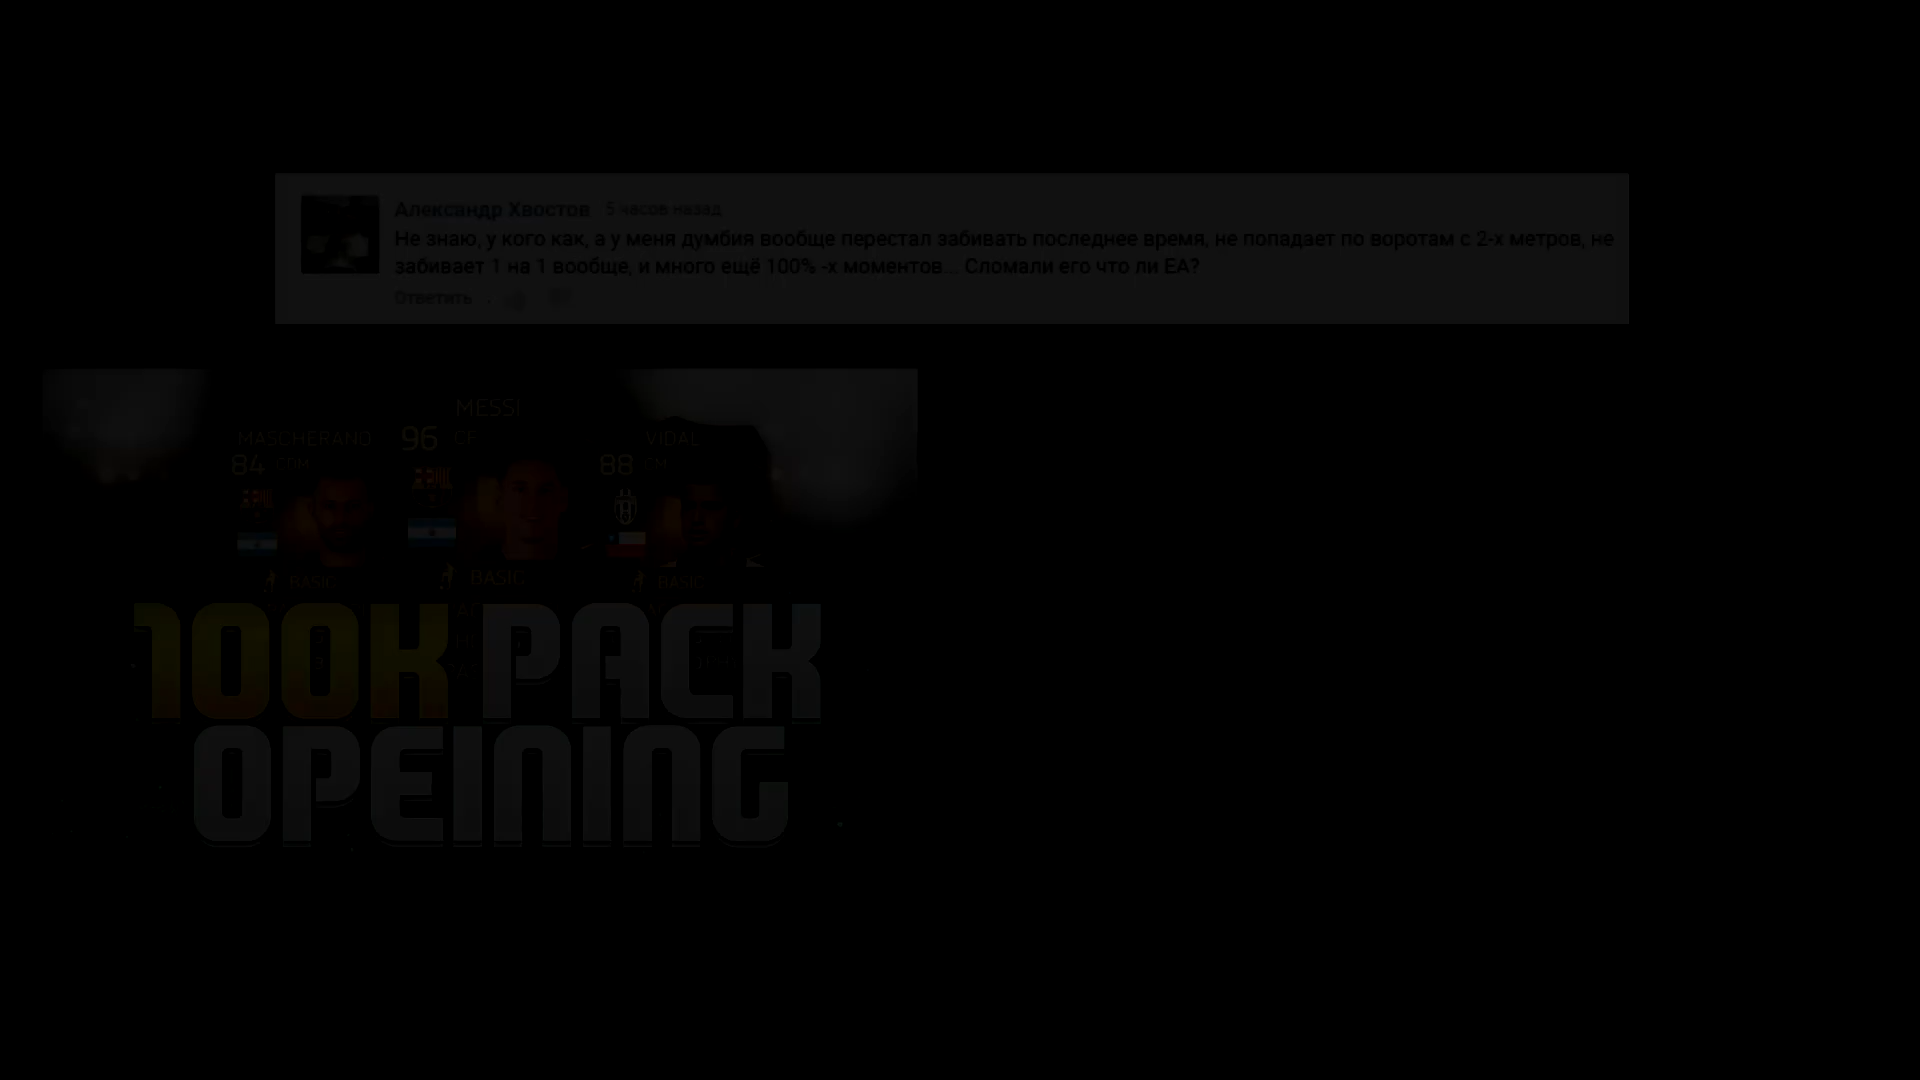 Александр Хвостов 5 часов назад
Не знаю, у кого как, а у меня думбия вообще перестал забивать последнее время, не попадает по воротам с 2-х метров, не
забивает 1 на 1 вообще, и много ещё 100% -х моментов... Сломали его что ли EA?
Ответить
MESSI
96 CF
MASCHERANO
84 CDM
VIDAL
88 CM
BASIC
BASIC
BASIC
100K PACK
OPEINING